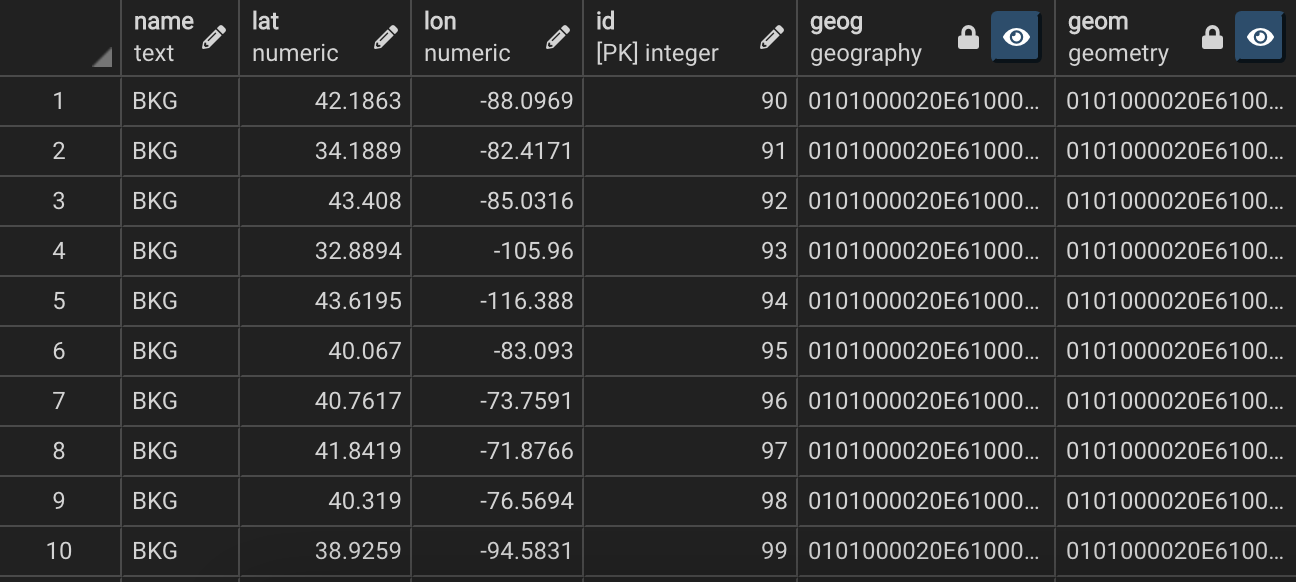 name lat lon id geog geom
text numeric numeric [PK] integer geography geometry
1 BKG 42.1863 -88.0969 90 0101000020E61000… 0101000020E6100…
2 BKG 34.1889 -82.4171 91 0101000020E61000… 0101000020E6100…
3 BKG 43.408 -85.0316 92 0101000020E61000… 0101000020E6100…
4 BKG 32.8894 -105.96 93 0101000020E61000… 0101000020E6100…
5 BKG 43.6195 -116.388 94 0101000020E61000… 0101000020E6100…
6 BKG 40.067 -83.093 95 0101000020E61000… 0101000020E6100…
7 BKG 40.7617 -73.7591 96 0101000020E61000… 0101000020E6100…
8 BKG 41.8419 -71.8766 97 0101000020E61000… 0101000020E6100…
9 BKG 40.319 -76.5694 98 0101000020E61000… 0101000020E6100…
10 BKG 38.9259 -94.5831 99 0101000020E61000… 0101000020E6100…